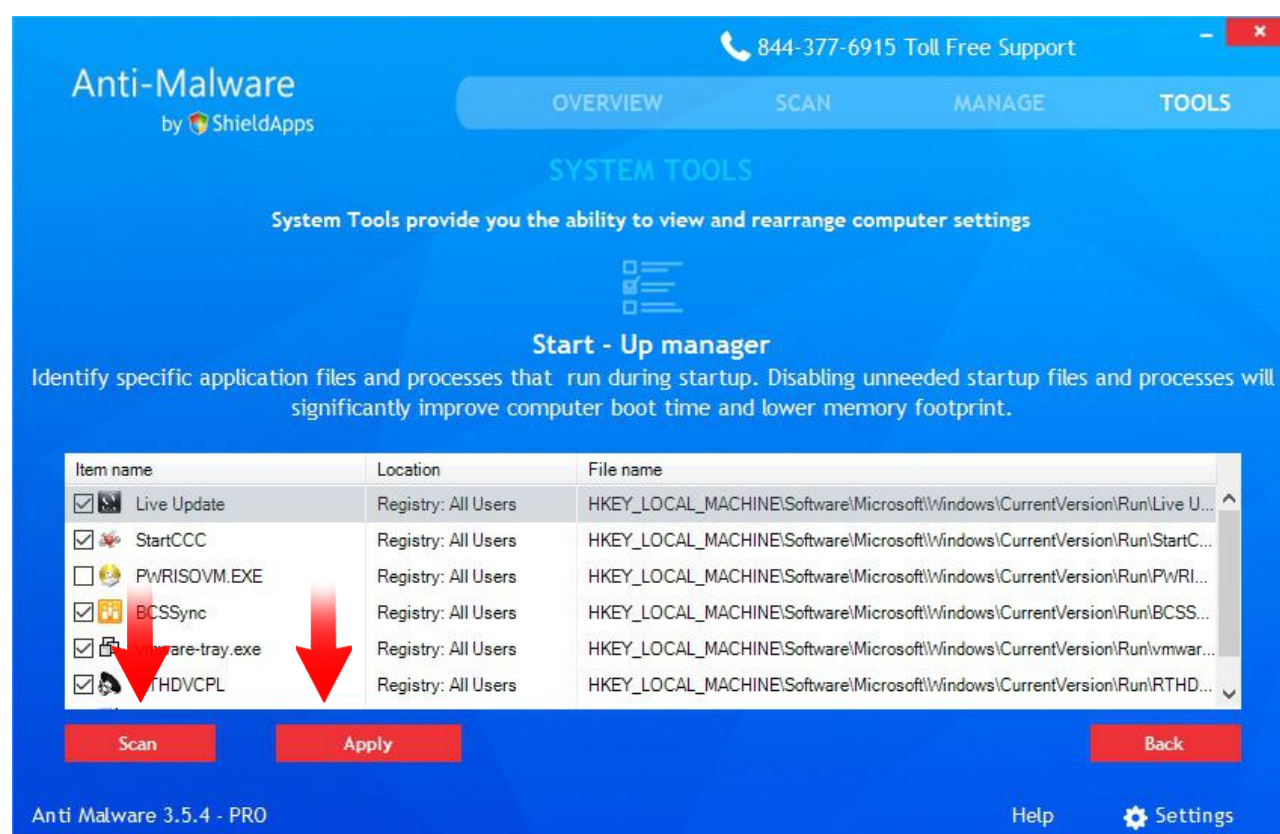 844-377-6915 Toll Free Support
Anti-Malware
by ShieldApps
OVERVIEW SCAN MANAGE TOOLS
SYSTEM TOOLS
System Tools provide you the ability to view and rearrange computer settings
Start - Up manager
Identify specific application files and processes that run during startup. Disabling unneeded startup files and processes will
significantly improve computer boot time and lower memory footprint.
Item name Location File name
Live Update Registry: All Users HKEY_LOCAL_MACHINE\Software\Microsoft\Windows\CurrentVersion\Run\Live U...
StartCCC Registry: All Users HKEY_LOCAL_MACHINE\Software\Microsoft\Windows\CurrentVersion\Run\StartC...
PWRISOVM.EXE Registry: All Users HKEY_LOCAL_MACHINE\Software\Microsoft\Windows\CurrentVersion\Run\PWRI...
BCSSync Registry: All Users HKEY_LOCAL_MACHINE\Software\Microsoft\Windows\CurrentVersion\Run\BCSS...
vmware-tray.exe Registry: All Users HKEY_LOCAL_MACHINE\Software\Microsoft\Windows\CurrentVersion\Run\vmwar...
RTHDVCPL Registry: All Users HKEY_LOCAL_MACHINE\Software\Microsoft\Windows\CurrentVersion\Run\RTHD...
Scan Apply Back
Anti Malware 3.5.4 - PRO Help Settings